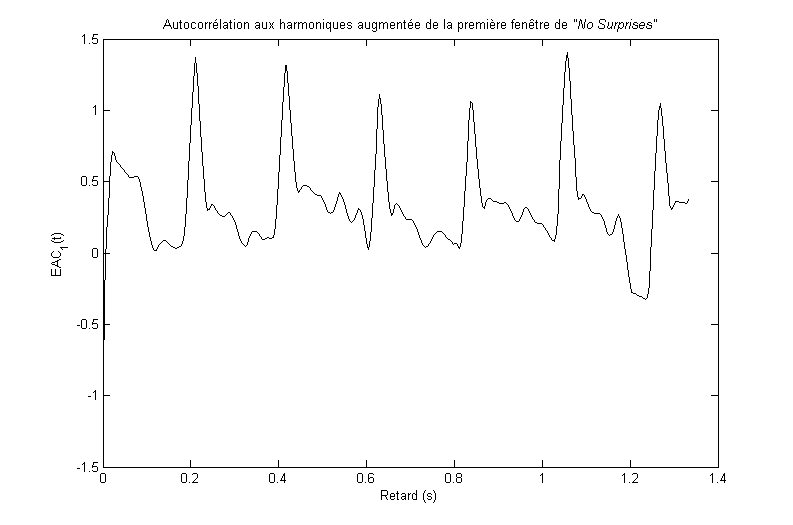 Autocorrélation aux harmoniques augmentée de la première fenêtre de "No Surprises"
1.5
1
0.5
0
-0.5
-1
-1.5
EAC1(t)
0 0.2 0.4 0.6 0.8 1 1.2 1.4
Retard (s)